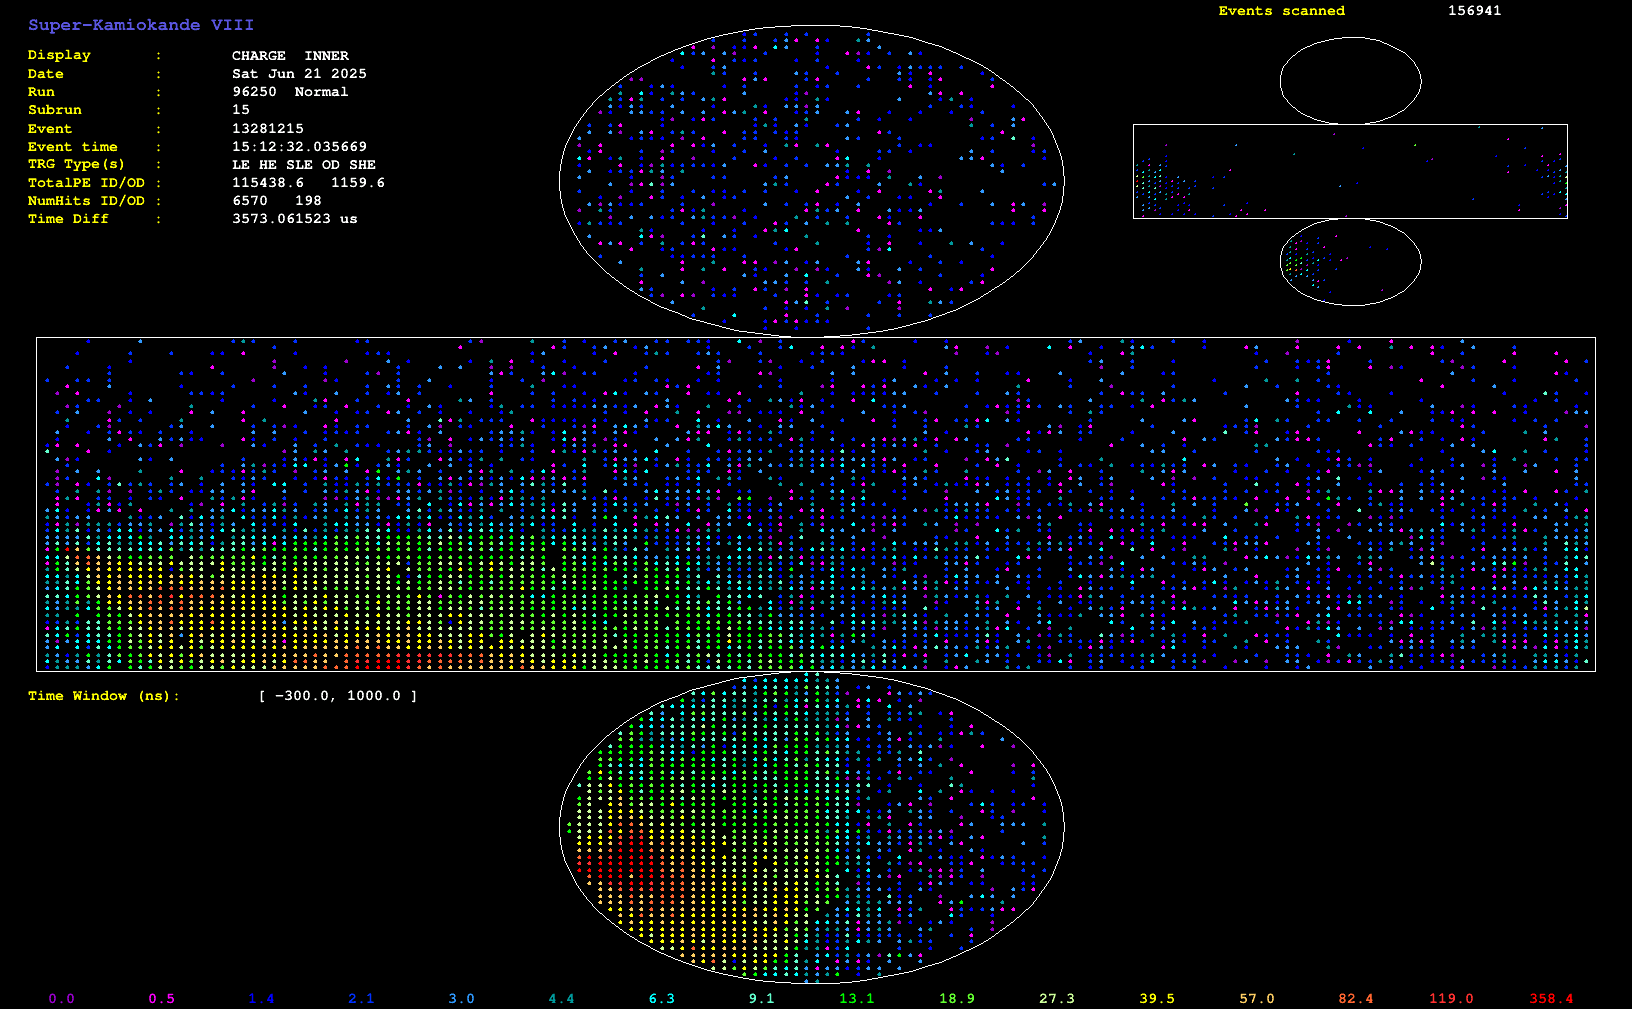 Super-Kamiokande VIII
Events scanned 156941
Display : CHARGE INNER
Date : Sat Jun 21 2025
Run : 96250 Normal
Subrun : 15
Event : 13281215
Event time : 15:12:32.035669
TRG Type(s) : LE HE SLE OD SHE
TotalPE ID/OD : 115438.6 1159.6
NumHits ID/OD : 6570 198
Time Diff : 3573.061523 us
Time Window (ns): [ -300.0, 1000.0 ]
0.0 0.5 1.4 2.1 3.0 4.4 6.3 9.1 13.1 18.9 27.3 39.5 57.0 82.4 119.0 358.4